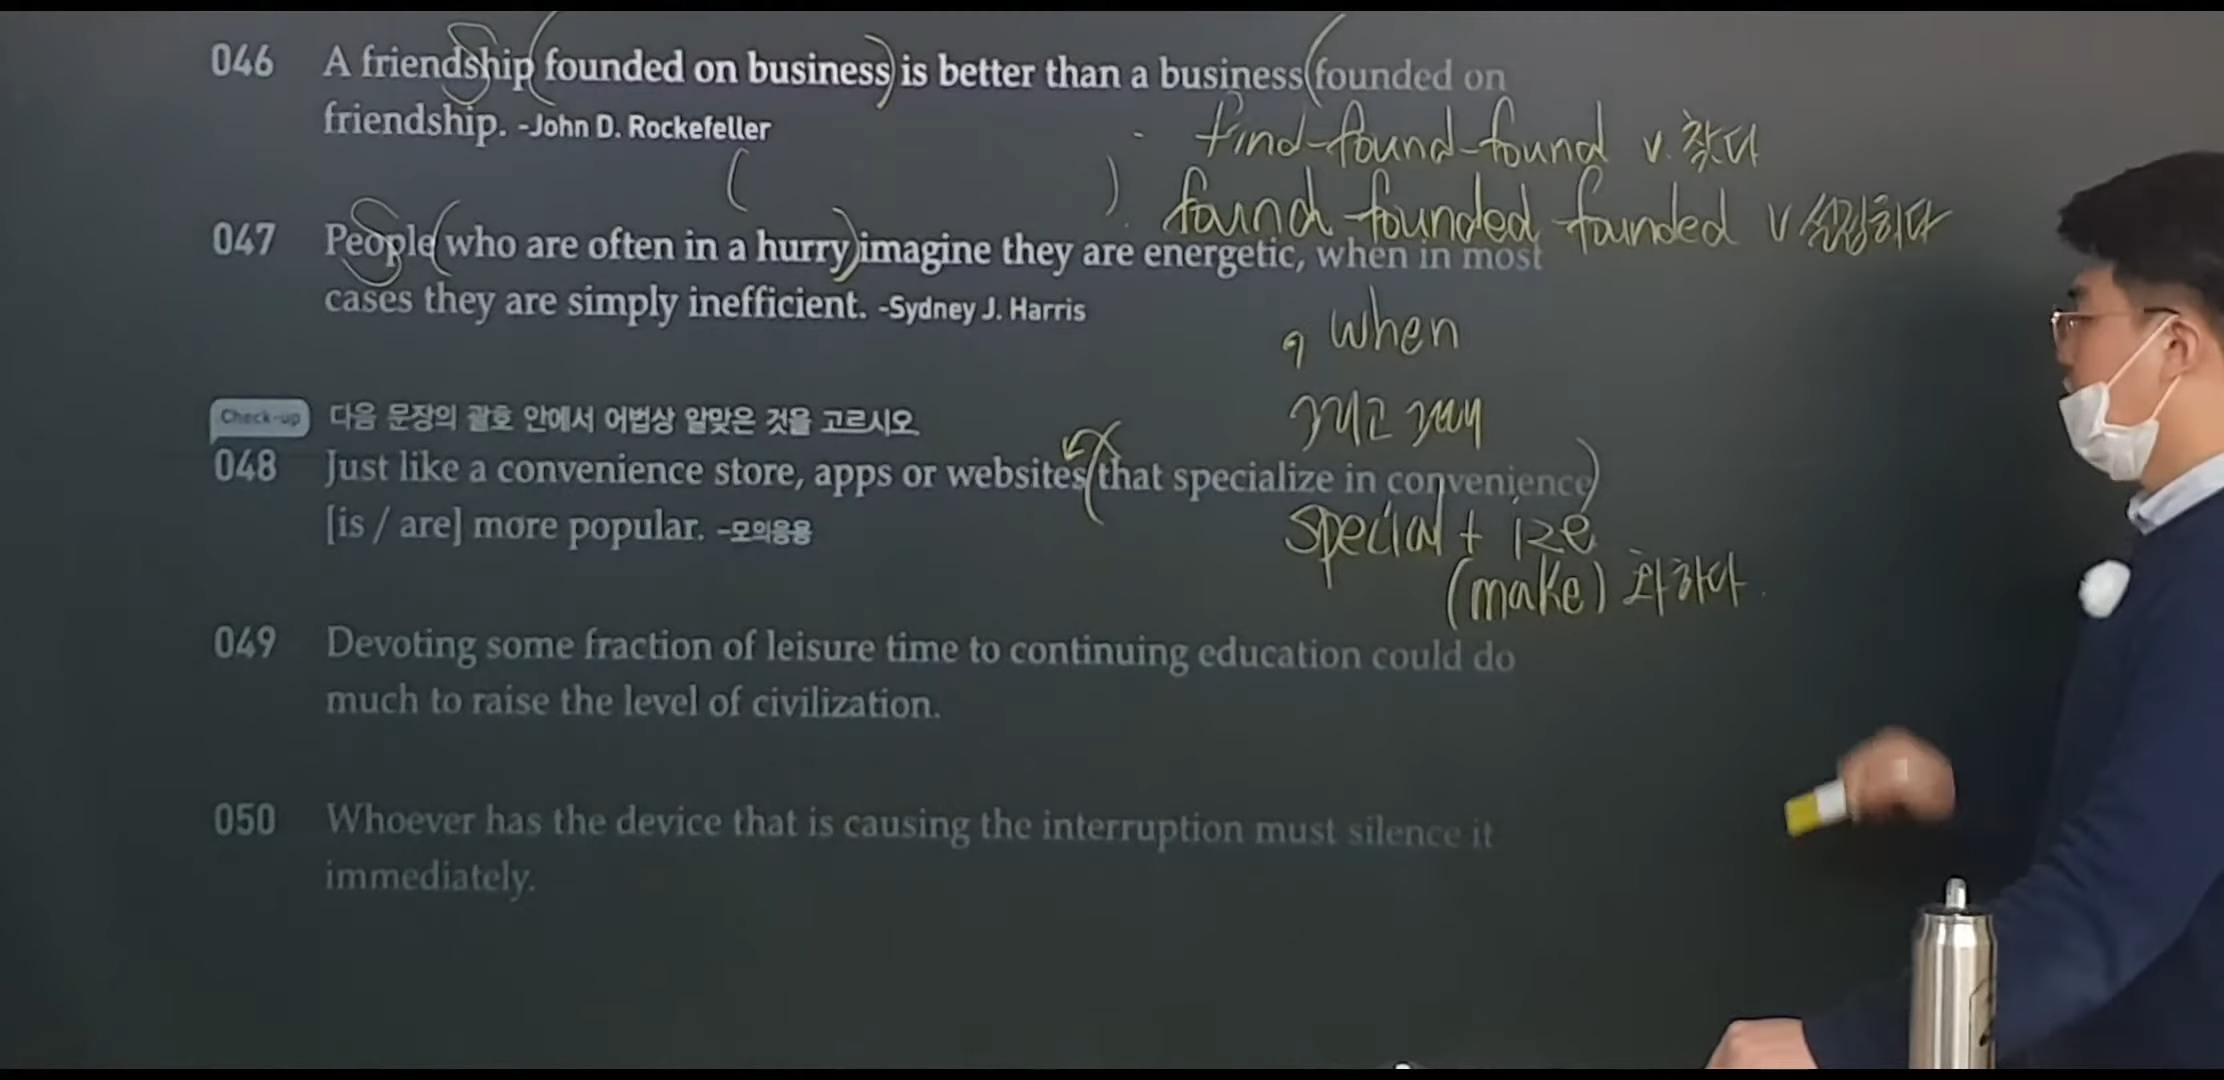 046 A friendship (founded on business) is better than a business (founded on
friendship. -John D. Rockefeller
find-found-found v. 찾다
( )
found-founded founded v 설립하다
047 People (who are often in a hurry) imagine they are energetic, when in most
cases they are simply inefficient. -Sydney J. Harris
, when
그리고 그때
Check-up 다음 문장의 괄호 안에서 어법상 알맞은 것을 고르시오.
048 Just like a convenience store, apps or websites (that specialize in convenience)
[is / are] more popular. -모의응용
special + ize
(make) 화하다.
049 Devoting some fraction of leisure time to continuing education could do
much to raise the level of civilization.
050 Whoever has the device that is causing the interruption must silence it
immediately.